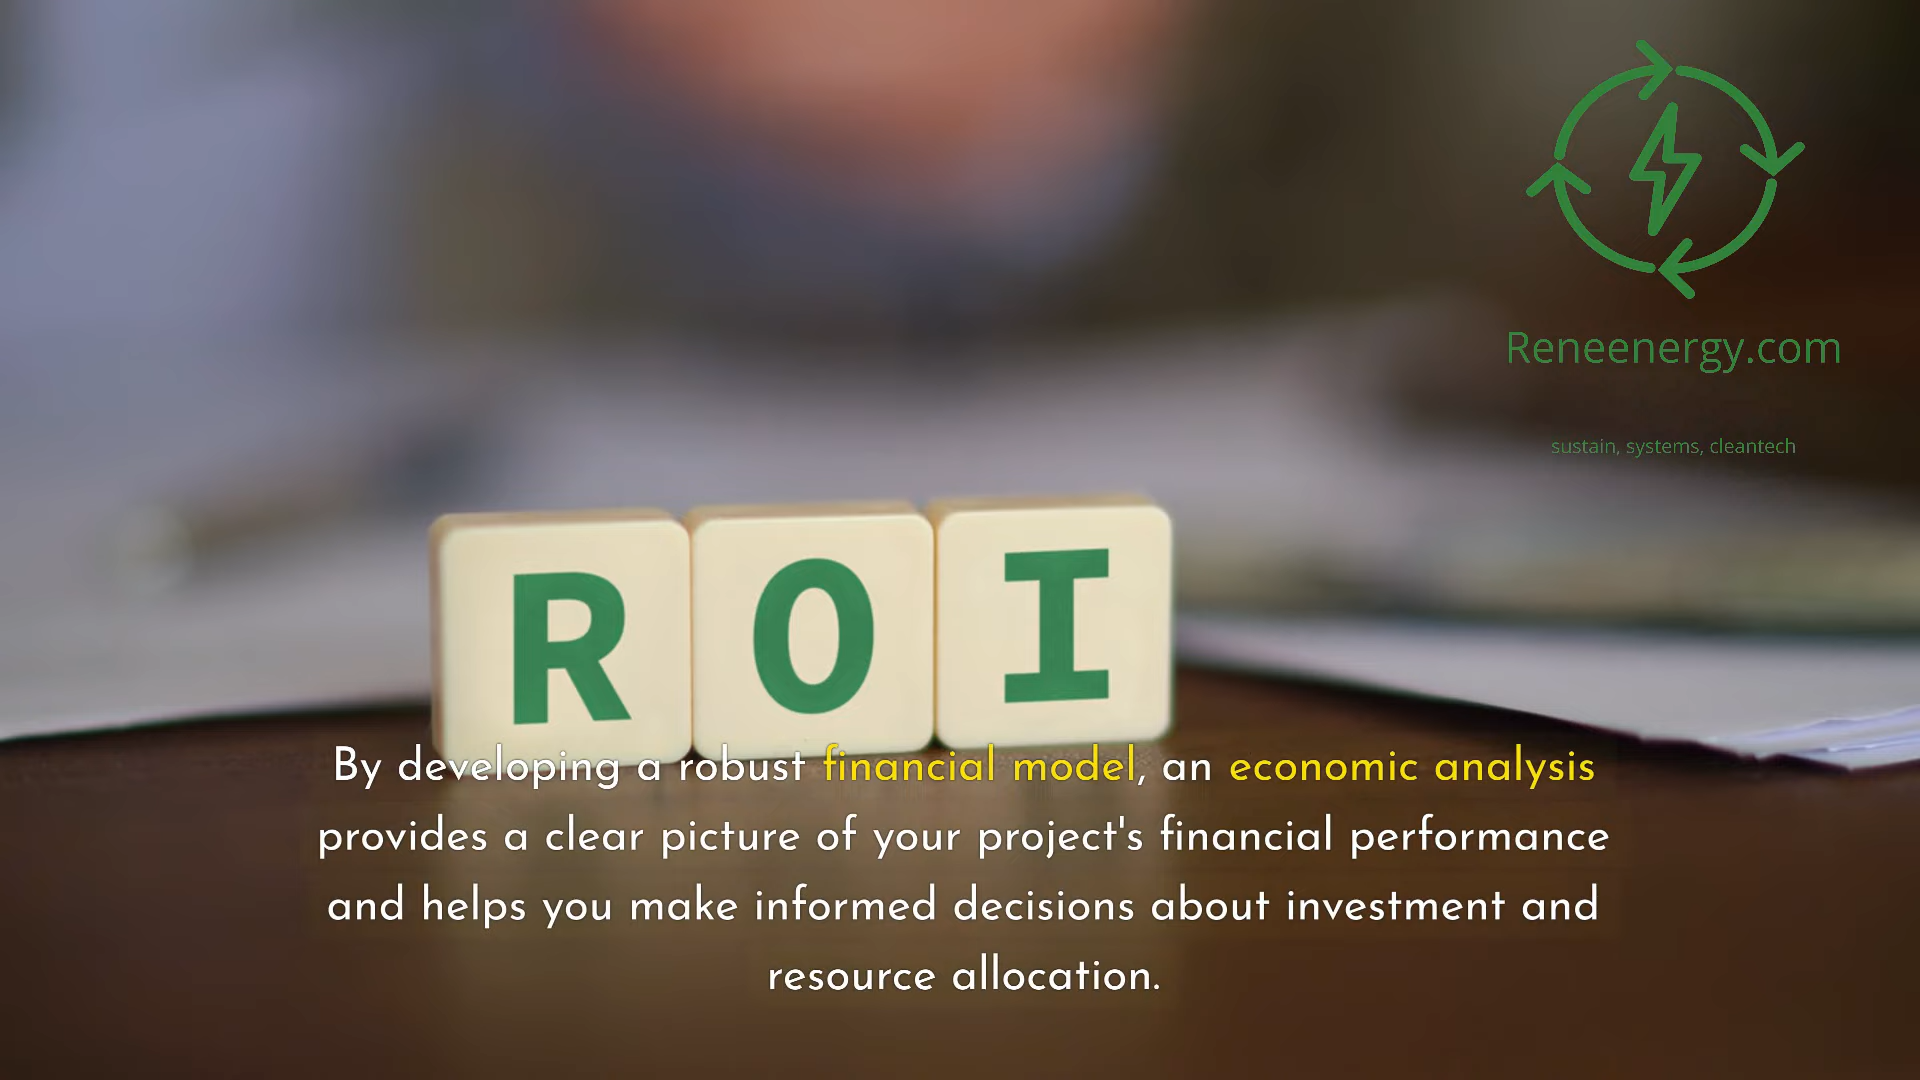 Reneenergy.com
sustain, systems, cleantech
R O I
By developing a robust financial model, an economic analysis
provides a clear picture of your project's financial performance
and helps you make informed decisions about investment and
resource allocation.